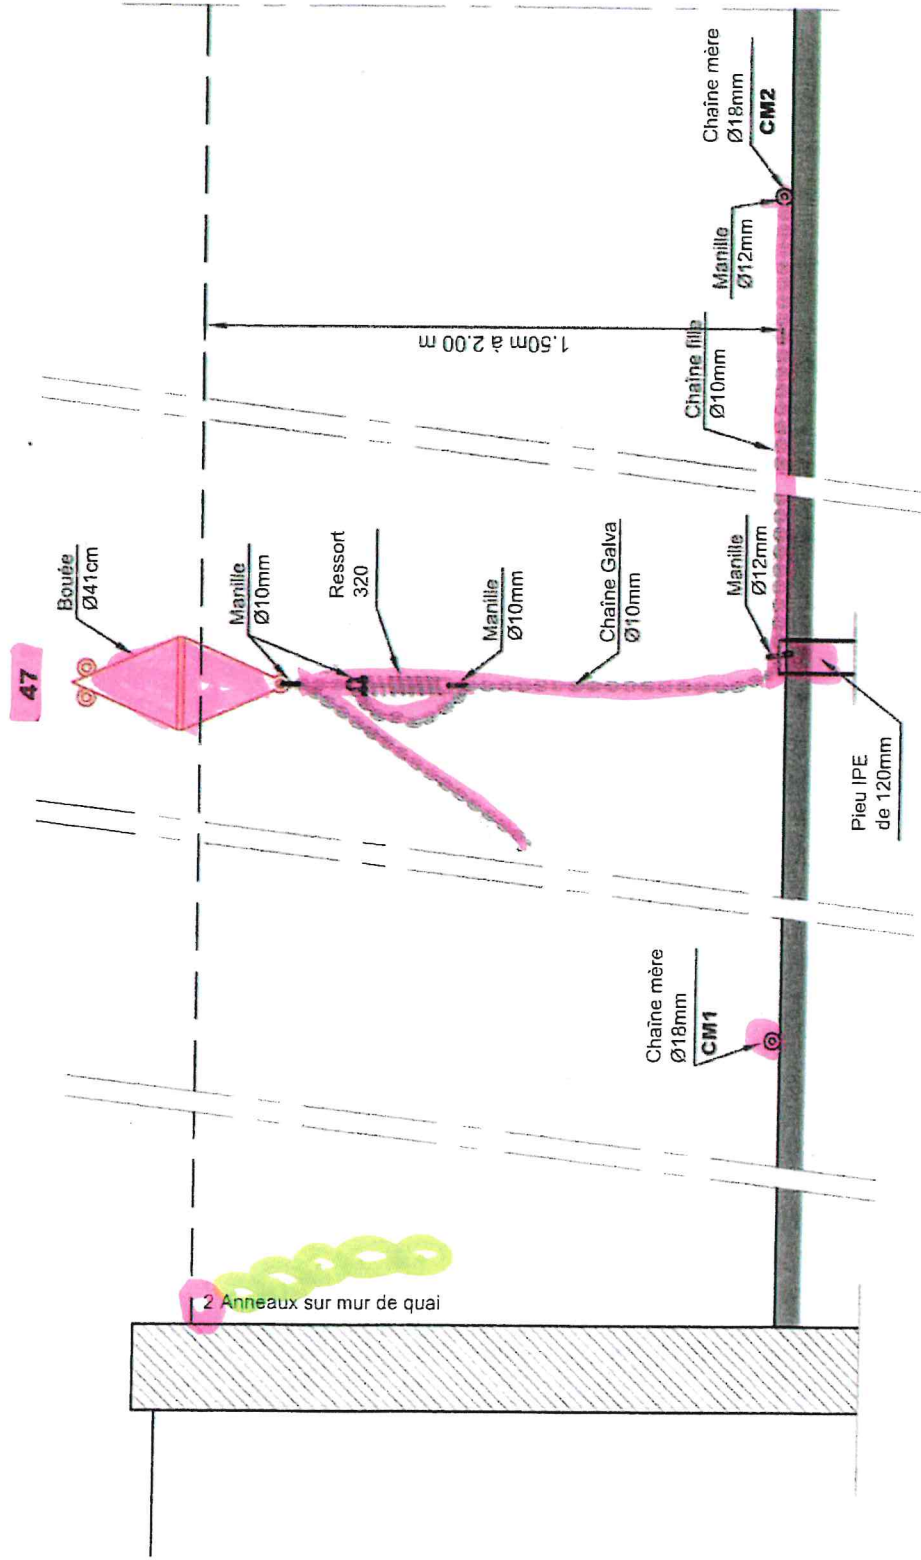 47
Bouée
Ø41cm
Manille
Ø10mm
Ressort
320
Manille
Ø10mm
Chaîne Galva
Ø10mm
Manille
Ø12mm
Pieu IPE
de 120mm
Chaîne fille
Ø10mm
1.50m à 2.00 m
Manille
Ø12mm
Chaîne mère
Ø18mm
CM2
Chaîne mère
Ø18mm
CM1
2 Anneaux sur mur de quai